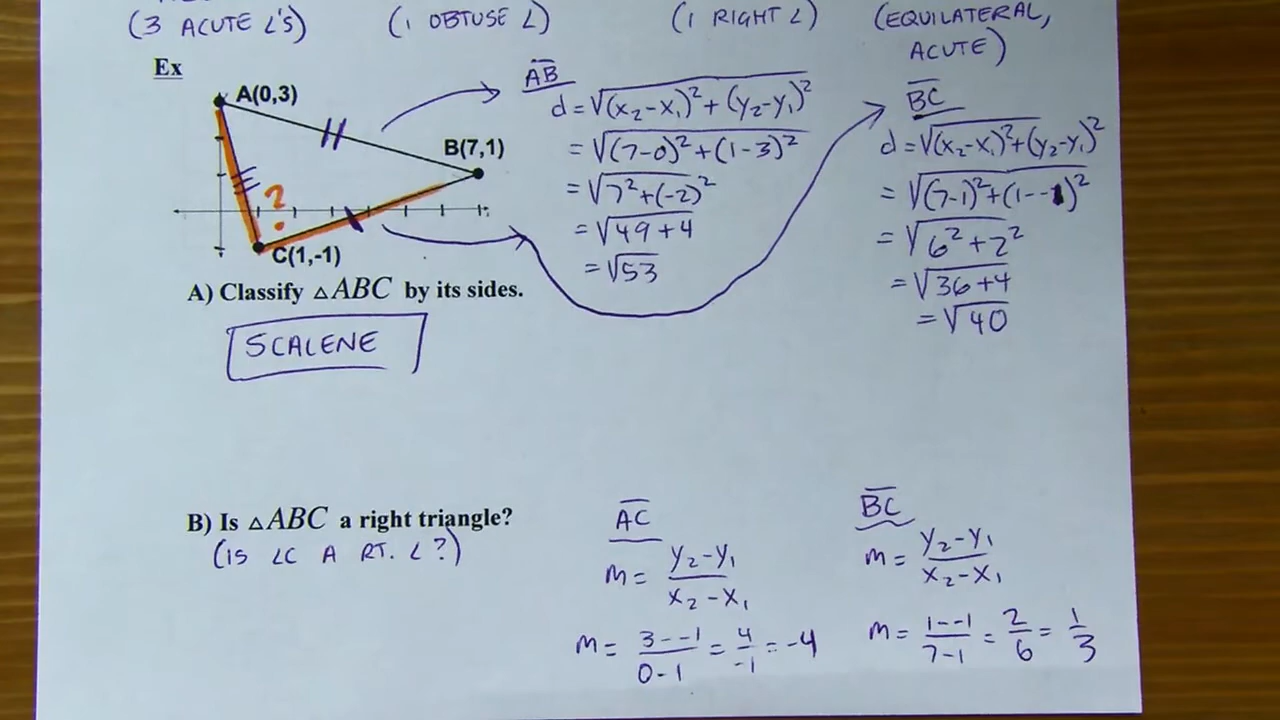 (3 ACUTE ∠'S)
(1 OBTUSE ∠)
(1 RIGHT ∠)
(EQUILATERAL,
ACUTE)
Ex
A(0,3)
B(7,1)
C(1,-1)
?
AB
d = √(x₂-x₁)² + (y₂-y₁)²
= √(7-0)² + (1-3)²
= √7² + (-2)²
= √49 + 4
= √53
BC
d = √(x₂-x₁)² + (y₂-y₁)²
= √(7-1)² + (1--1)²
= √6² + 2²
= √36 + 4
= √40
A) Classify △ABC by its sides.
SCALENE
B) Is △ABC a right triangle?
(IS ∠C A RT. ∠?)
AC
m = y₂-y₁ / x₂-x₁
m = 3--1 / 0-1 = 4/-1 = -4
BC
m = y₂-y₁ / x₂-x₁
m = 1--1 / 7-1 = 2/6 = 1/3